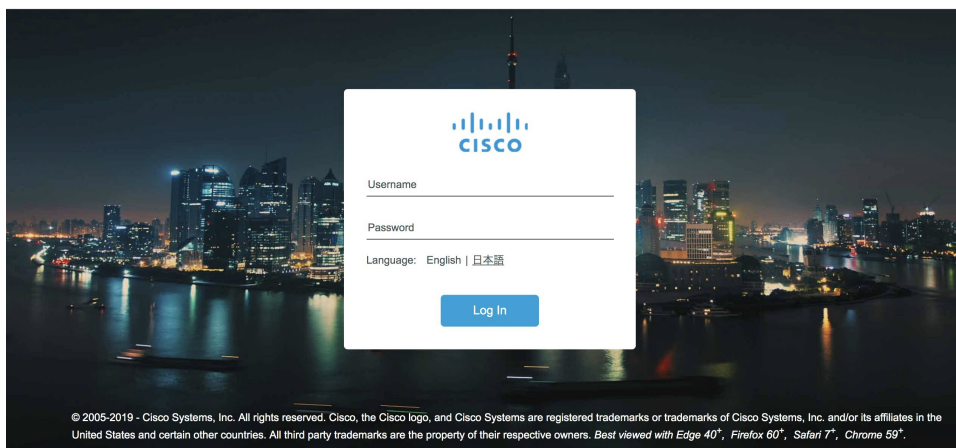 CISCO
Username
Password
Language: English | 日本語
Log In
© 2005-2019 - Cisco Systems, Inc. All rights reserved. Cisco, the Cisco logo, and Cisco Systems are registered trademarks or trademarks of Cisco Systems, Inc. and/or its affiliates in the
United States and certain other countries. All third party trademarks are the property of their respective owners. Best viewed with Edge 40+, Firefox 60+, Safari 7+, Chrome 59+.